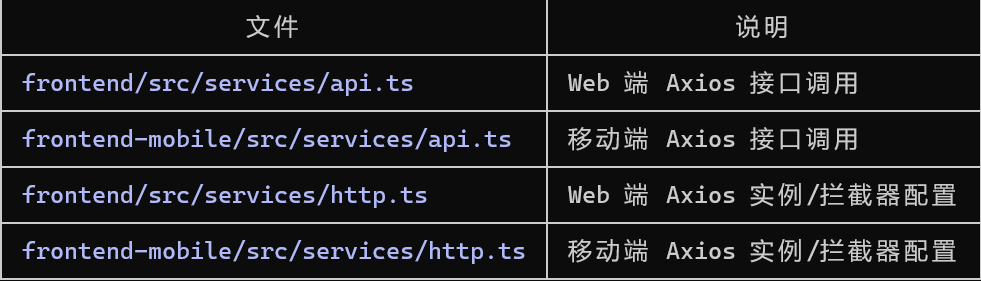 文件 说明
frontend/src/services/api.ts Web 端 Axios 接口调用
frontend-mobile/src/services/api.ts 移动端 Axios 接口调用
frontend/src/services/http.ts Web 端 Axios 实例/拦截器配置
frontend-mobile/src/services/http.ts 移动端 Axios 实例/拦截器配置